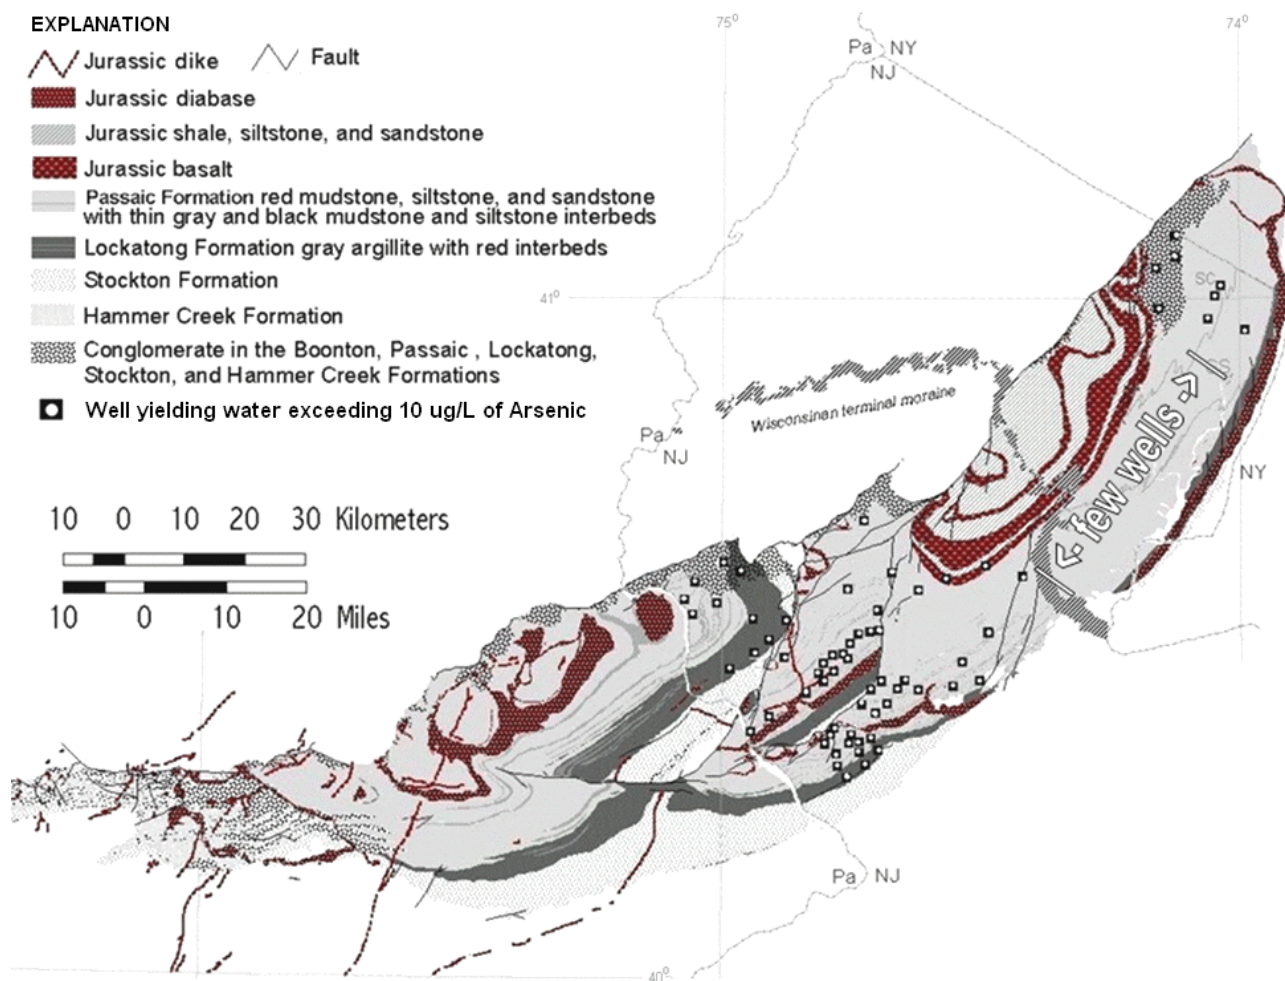 EXPLANATION
Jurassic dike
Fault
Jurassic diabase
Jurassic shale, siltstone, and sandstone
Jurassic basalt
Passaic Formation red mudstone, siltstone, and sandstone
with thin gray and black mudstone and siltstone interbeds
Lockatong Formation gray argillite with red interbeds
Stockton Formation
Hammer Creek Formation
Conglomerate in the Boonton, Passaic , Lockatong,
Stockton, and Hammer Creek Formations
Well yielding water exceeding 10 ug/L of Arsenic
75⁰
74⁰
Pa
NY
NJ
41⁰
Wisconsinan terminal moraine
Pa
NJ
<- few wells ->
NY
10 0 10 20 30 Kilometers
10 0 10 20 Miles
Pa
NJ
40⁰